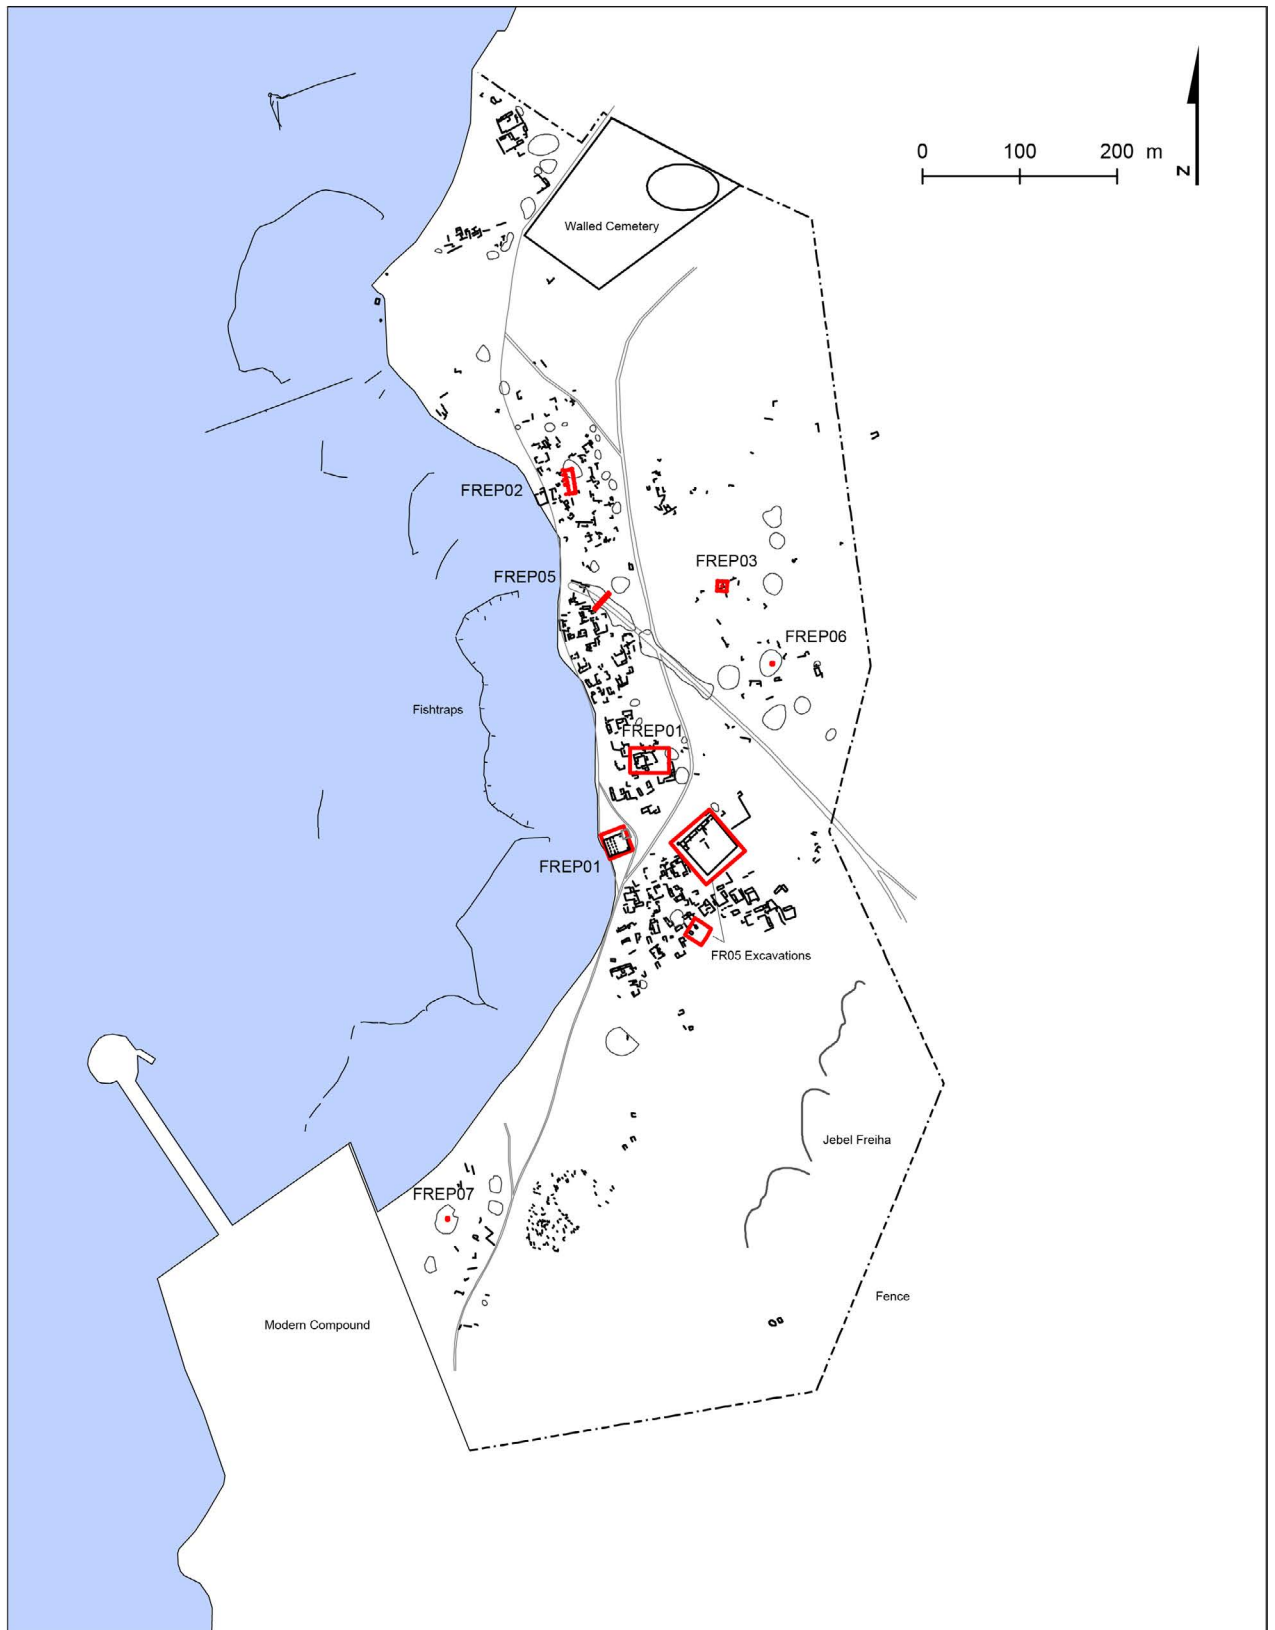 0 100 200 m
N
Walled Cemetery
FREP02
FREP05
FREP03
FREP06
Fishtraps
FREP01
FREP01
FR05 Excavations
Jebel Freiha
FREP07
Fence
Modern Compound